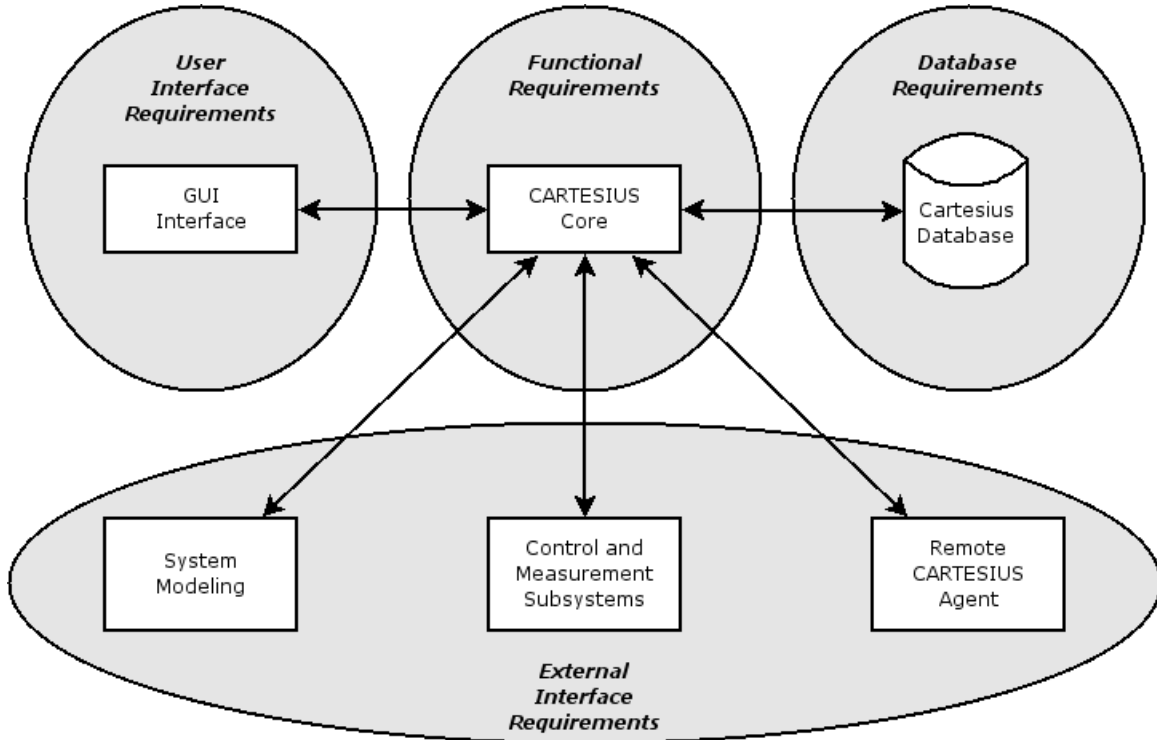 User
Interface
Requirements
GUI
Interface
Functional
Requirements
CARTESIUS
Core
Database
Requirements
Cartesius
Database
System
Modeling
Control and
Measurement
Subsystems
Remote
CARTESIUS
Agent
External
Interface
Requirements